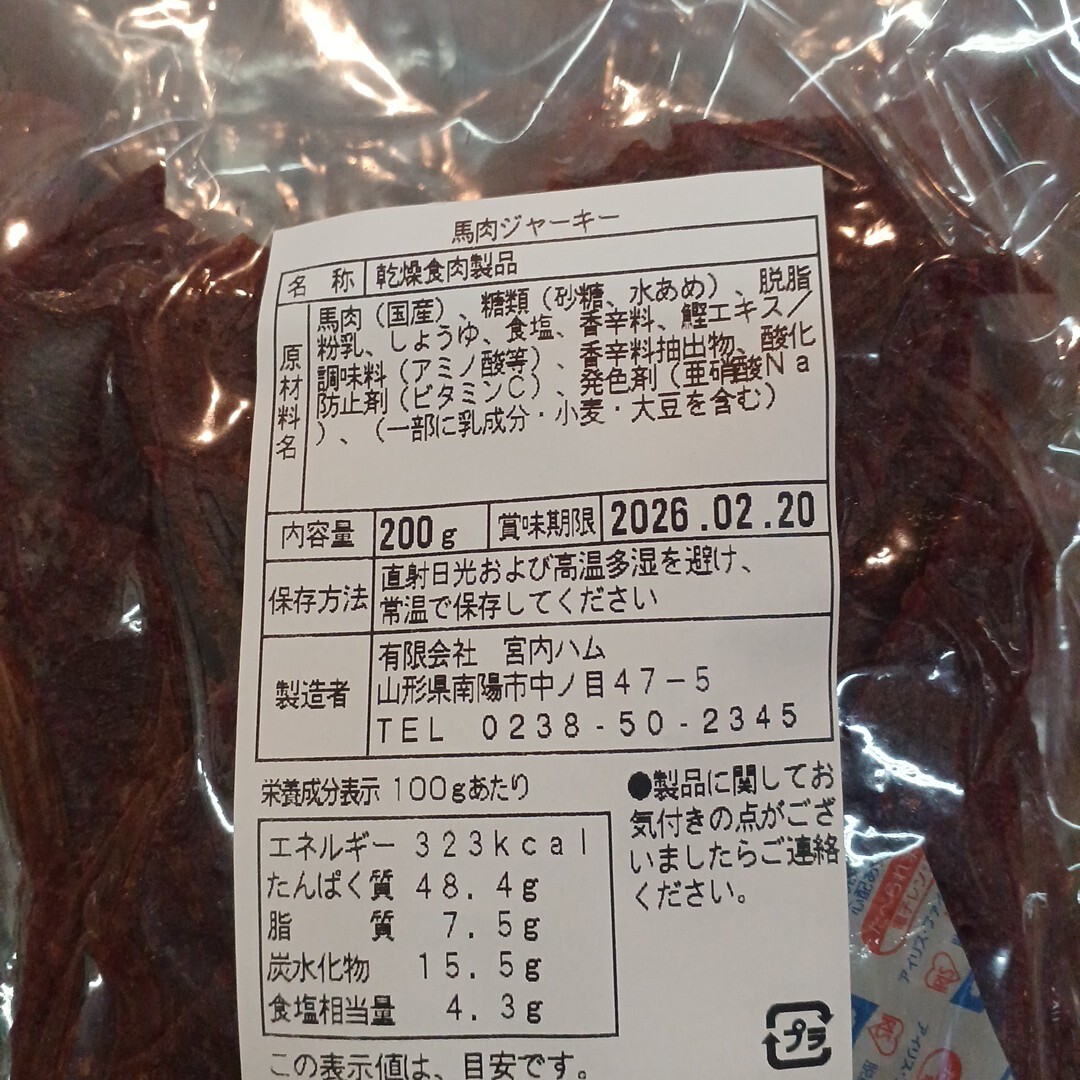 馬肉ジャーキー
名 称 乾燥食肉製品
原材料名
馬肉(国産)、糖類(砂糖、水あめ)、脱脂
粉乳、しょうゆ、食塩、香辛料、鰹エキス/
調味料(アミノ酸等)、香辛料抽出物、酸化
防止剤(ビタミンC)、発色剤(亜硝酸Na
)、(一部に乳成分・小麦・大豆を含む)
内容量 200g 賞味期限 2026.02.20
保存方法
直射日光および高温多湿を避け、
常温で保存してください
製造者
有限会社 宮内ハム
山形県南陽市中ノ目47-5
TEL 0238-50-2345
栄養成分表示 100gあたり
エネルギー 323kcal
たんぱく質 48.4g
脂 質 7.5g
炭水化物 15.5g
食塩相当量 4.3g
この表示値は、目安です。
●製品に関してお
気付きの点がござ
いましたらご連絡
ください。
プラ